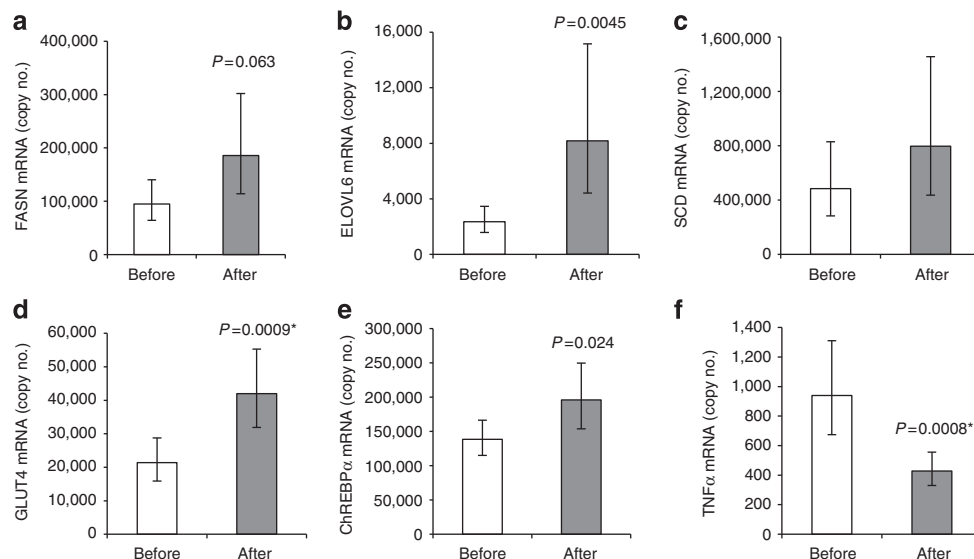 a
FASN mRNA (copy no.)
400,000
300,000
200,000
100,000
0
P=0.063
Before
After
b
ELOVL6 mRNA (copy no.)
16,000
12,000
8,000
4,000
0
P=0.0045
Before
After
c
SCD mRNA (copy no.)
1,600,000
1,200,000
800,000
400,000
0
Before
After
d
GLUT4 mRNA (copy no.)
60,000
50,000
40,000
30,000
20,000
10,000
0
P=0.0009*
Before
After
e
ChREBPα mRNA (copy no.)
300,000
250,000
200,000
150,000
100,000
50,000
0
P=0.024
Before
After
f
TNFα mRNA (copy no.)
1,400
1,200
1,000
800
600
400
200
0
P=0.0008*
Before
After